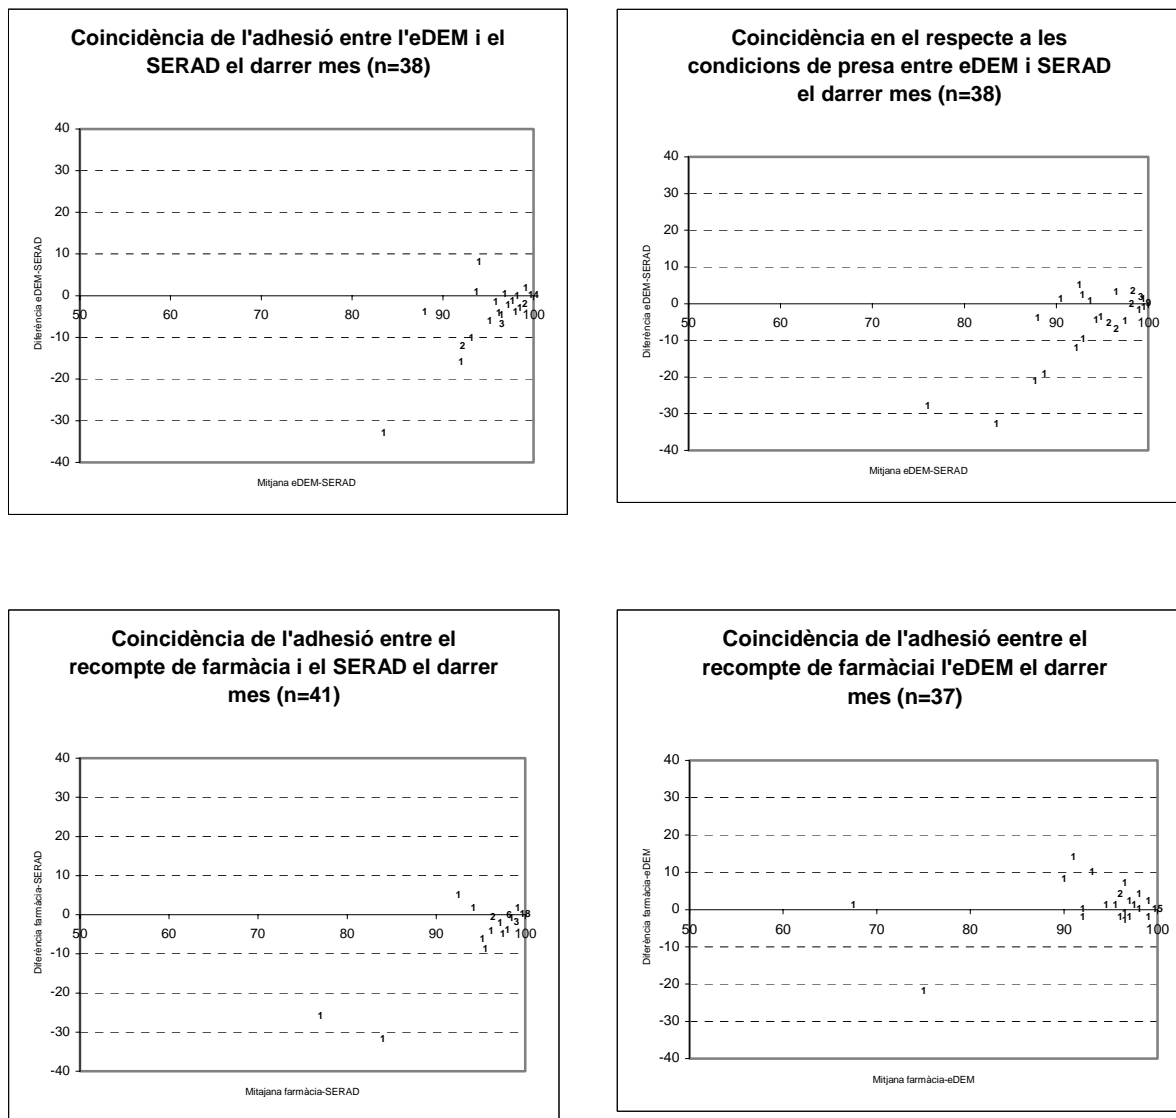 Coincidència de l'adhesió entre l'eDEM i el
SERAD el darrer mes (n=38)
40
30
20
10
0
-10
-20
-30
-40
50 60 70 80 90 100
Diferència eDEM-SERAD
Mitjana eDEM-SERAD
Coincidència en el respecte a les
condicions de presa entre eDEM i SERAD
el darrer mes (n=38)
40
30
20
10
0
-10
-20
-30
-40
50 60 70 80 90 100
Diferència eDEM-SERAD
Mitjana eDEM-SERAD
Coincidència de l'adhesió entre el
recompte de farmàcia i el SERAD el darrer
mes (n=41)
40
30
20
10
0
-10
-20
-30
-40
50 60 70 80 90 100
Diferència farmàcia-SERAD
Mitajana farmàcia-SERAD
Coincidència de l'adhesió eentre el
recompte de farmàciai l'eDEM el darrer
mes (n=37)
40
30
20
10
0
-10
-20
-30
-40
50 60 70 80 90 100
Diferència farmàcia-eDEM
Mitjana farmàcia-eDEM